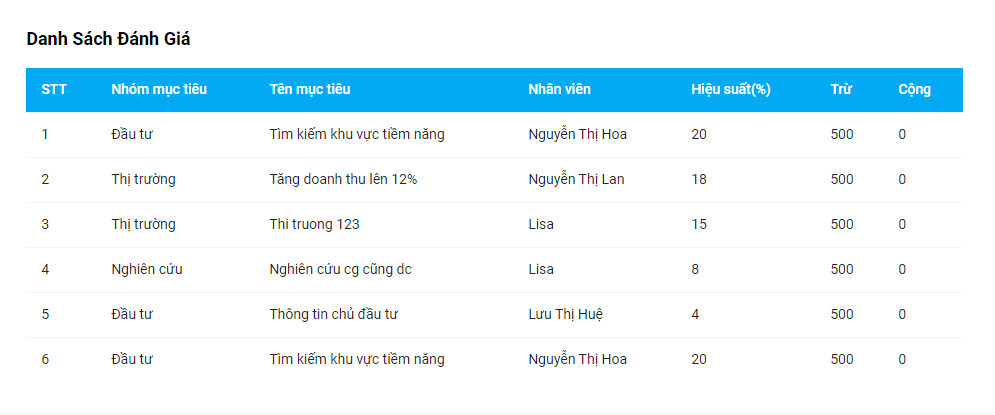 Danh Sách Đánh Giá
STT Nhóm mục tiêu Tên mục tiêu Nhân viên Hiệu suất(%) Trừ Cộng
1 Đầu tư Tìm kiếm khu vực tiềm năng Nguyễn Thị Hoa 20 500 0
2 Thị trường Tăng doanh thu lên 12% Nguyễn Thị Lan 18 500 0
3 Thị trường Thi truong 123 Lisa 15 500 0
4 Nghiên cứu Nghiên cứu cg cũng dc Lisa 8 500 0
5 Đầu tư Thông tin chủ đầu tư Lưu Thị Huệ 4 500 0
6 Đầu tư Tìm kiếm khu vực tiềm năng Nguyễn Thị Hoa 20 500 0